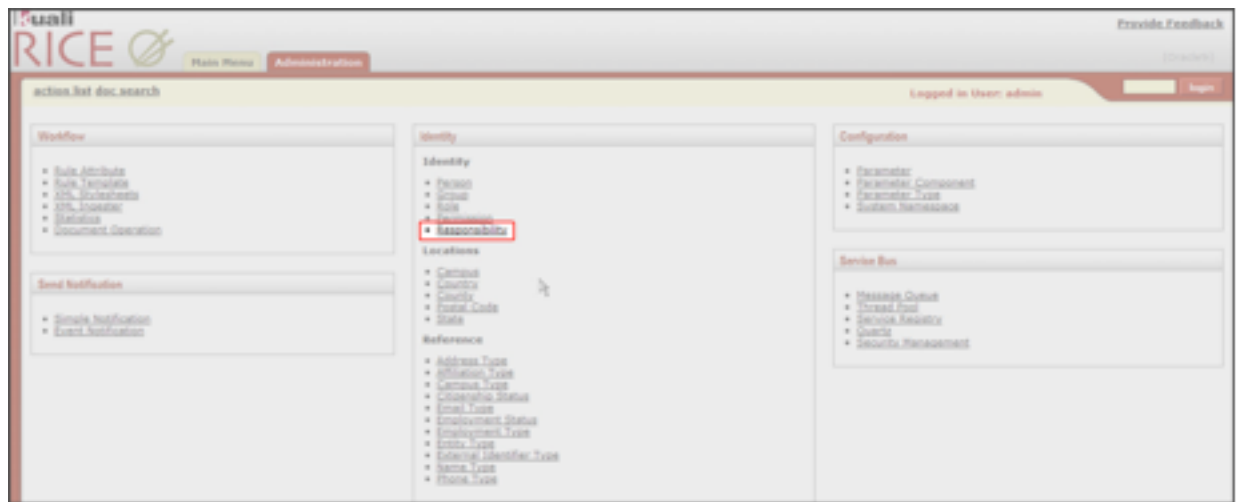 Kuali
RICE
Provide Feedback
Main Menu
Administration
action list doc search
Logged in User: admin
login
Workflow
Rule Attribute
Rule Template
XML Stylesheets
XML Ingester
Statistics
Document Operation
Send Notification
Simple Notification
Event Notification
Identity
Identity
Person
Group
Role
Permission
Responsibility
Locations
Campus
Country
County
Postal Code
State
Reference
Address Type
Affiliation Type
Campus Type
Citizenship Status
Email Type
Employment Status
Employment Type
Entity Type
External Identifier Type
Name Type
Phone Type
Configuration
Parameter
Parameter Component
Parameter Type
System Namespace
Service Bus
Message Queue
Thread Pool
Service Registry
Quartz
Security Management